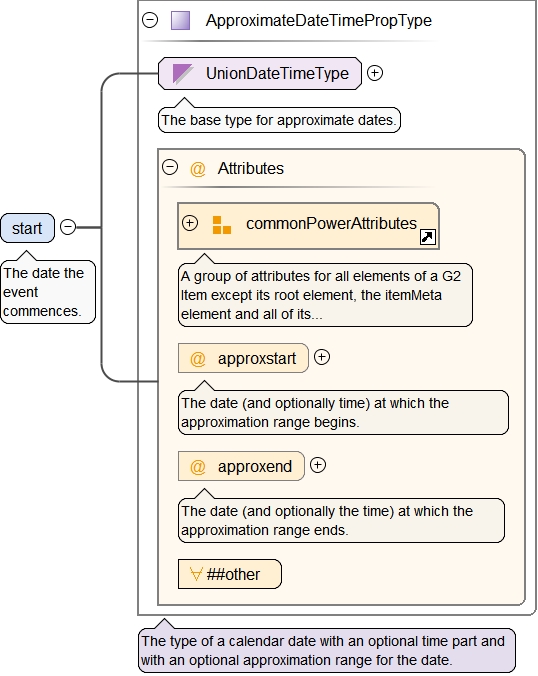 ApproximateDateTimePropType
UnionDateTimeType
The base type for approximate dates.
@ Attributes
start
The date the
event
commences.
commonPowerAttributes
A group of attributes for all elements of a G2
Item except its root element, the itemMeta
element and all of its...
@ approxstart
The date (and optionally time) at which the
approximation range begins.
@ approxend
The date (and optionally the time) at which the
approximation range ends.
##other
The type of a calendar date with an optional time part and
with an optional approximation range for the date.